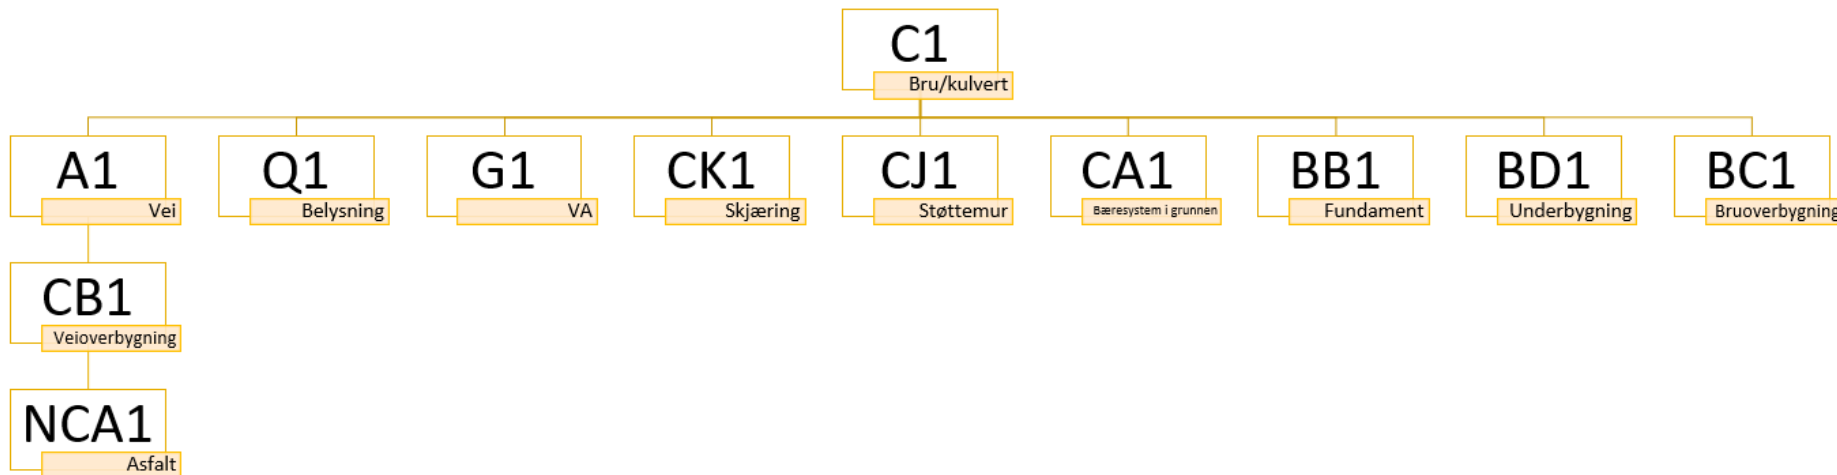 C1
Bru/kulvert
A1
Vei
Q1
Belysning
G1
VA
CK1
Skjæring
CJ1
Støttemur
CA1
Bæresystem i grunnen
BB1
Fundament
BD1
Underbygning
BC1
Bruoverbygning
CB1
Veioverbygning
NCA1
Asfalt